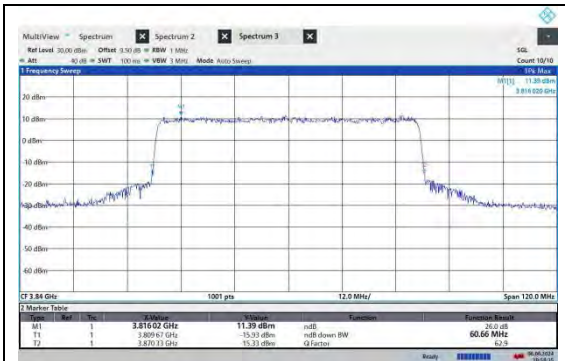 MultiView Spectrum Spectrum 2 Spectrum 3
Ref Level 30.00 dBm Offset 3.50 dB RBW 1 MHz SGL
Att 40 dB SWT 100 ms VBW 3 MHz Mode Auto Sweep Count 10/10
1 Frequency Sweep 1Pk Max
M1[1] 11.39 dBm
3.816020 GHz
M1
20 dBm
10 dBm
0 dBm
-10 dBm
-20 dBm
-30 dBm
-40 dBm
-50 dBm
-60 dBm
CF 3.84 GHz 1001 pts 12.0 MHz/ Span 120.0 MHz
2 Marker Table
Type Ref Trc X-Value Y-Value Function Function Result
M1 1 3.81602 GHz 11.39 dBm ndB 26.0 dB
T1 1 3.80967 GHz -15.93 dBm ndB down BW 60.66 MHz
T2 1 3.87033 GHz 15.33 dBm Q Factor 62.9
Ready